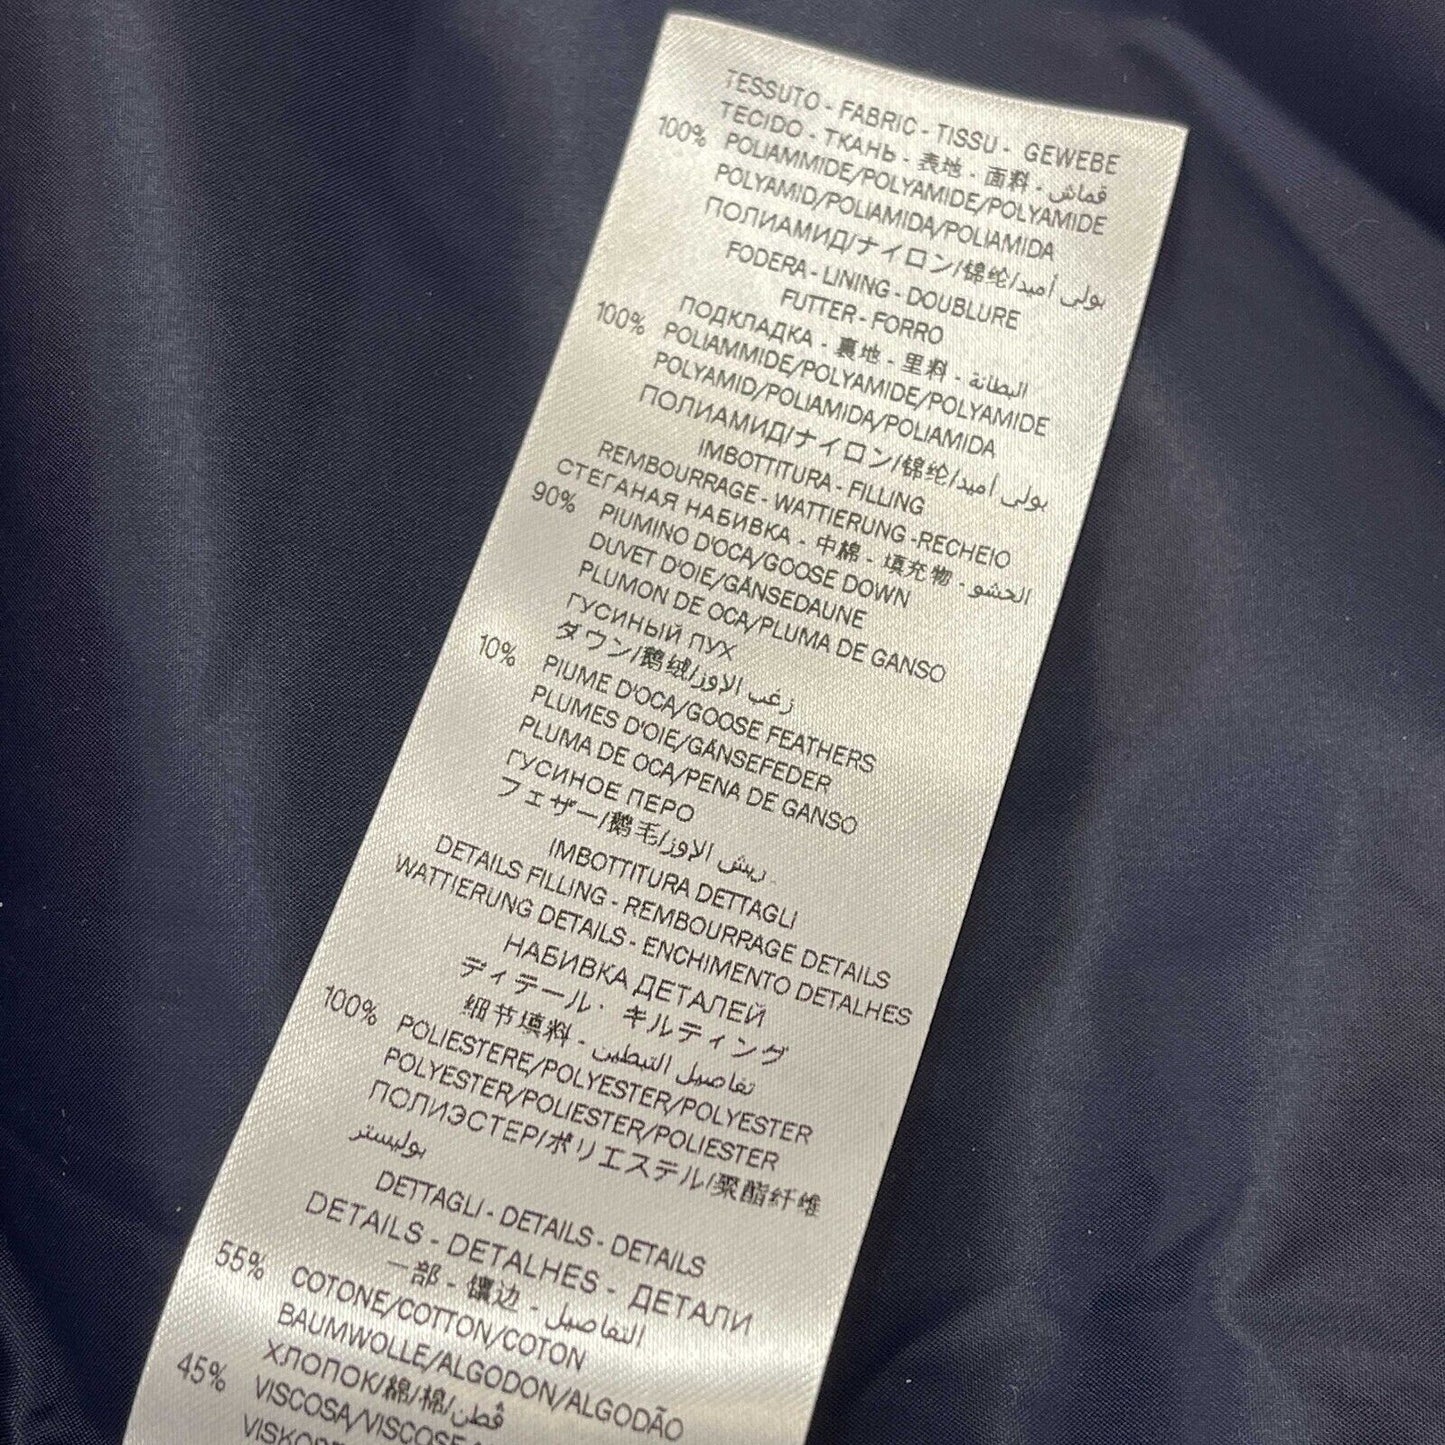 TESSUTO - FABRIC - TISSU - GEWEBE
TECIDO - ТКАНЬ - 表地 - 面料 - قماش
100% POLIAMMIDE/POLYAMIDE/POLYAMIDE
POLYAMID/POLIAMIDA/POLIAMIDA
ПОЛИАМИД/ナイロン/锦纶/بولي أميد
FODERA - LINING - DOUBLURE
FUTTER - FORRO
ПОДКЛАДКА - 裏地 - 里料 - البطانة
100% POLIAMMIDE/POLYAMIDE/POLYAMIDE
POLYAMID/POLIAMIDA/POLIAMIDA
ПОЛИАМИД/ナイロン/锦纶/بولي أميد
IMBOTTITURA - FILLING
REMBOURRAGE - WATTIERUNG -RECHEIO
СТЕГАНАЯ НАБИВКА - 中棉 - 填充物 - الحشو
90% PIUMINO D'OCA/GOOSE DOWN
DUVET D'OIE/GÄNSEDAUNE
PLUMON DE OCA/PLUMA DE GANSO
ГУСИНЫЙ ПУХ
ダウン/鹅绒/زغب الاوز
10% PIUME D'OCA/GOOSE FEATHERS
PLUMES D'OIE/GÄNSEFEDER
PLUMA DE OCA/PENA DE GANSO
ГУСИНОЕ ПЕРО
フェザー/鹅毛/ريش الاوز
IMBOTTITURA DETTAGLI
DETAILS FILLING - REMBOURRAGE DETAILS
WATTIERUNG DETAILS - ENCHIMENTO DETALHES
НАБИВКА ДЕТАЛЕЙ
ディテール・キルティング
细节填料 - تفاصيل التبطين
100% POLIESTERE/POLYESTER/POLYESTER
POLYESTER/POLIESTER/POLIESTER
ПОЛИЭСТЕР/ポリエステル/聚酯纤维
بوليستر
DETTAGLI - DETAILS - DETAILS
DETAILS - DETALHES - ДЕТАЛИ
一部 - 镶边 - التفاصيل
55% COTONE/COTTON/COTON
BAUMWOLLE/ALGODON/ALGODÃO
ХЛОПОК/綿/棉/قُطن
45% VISCOSA/VISCOSE